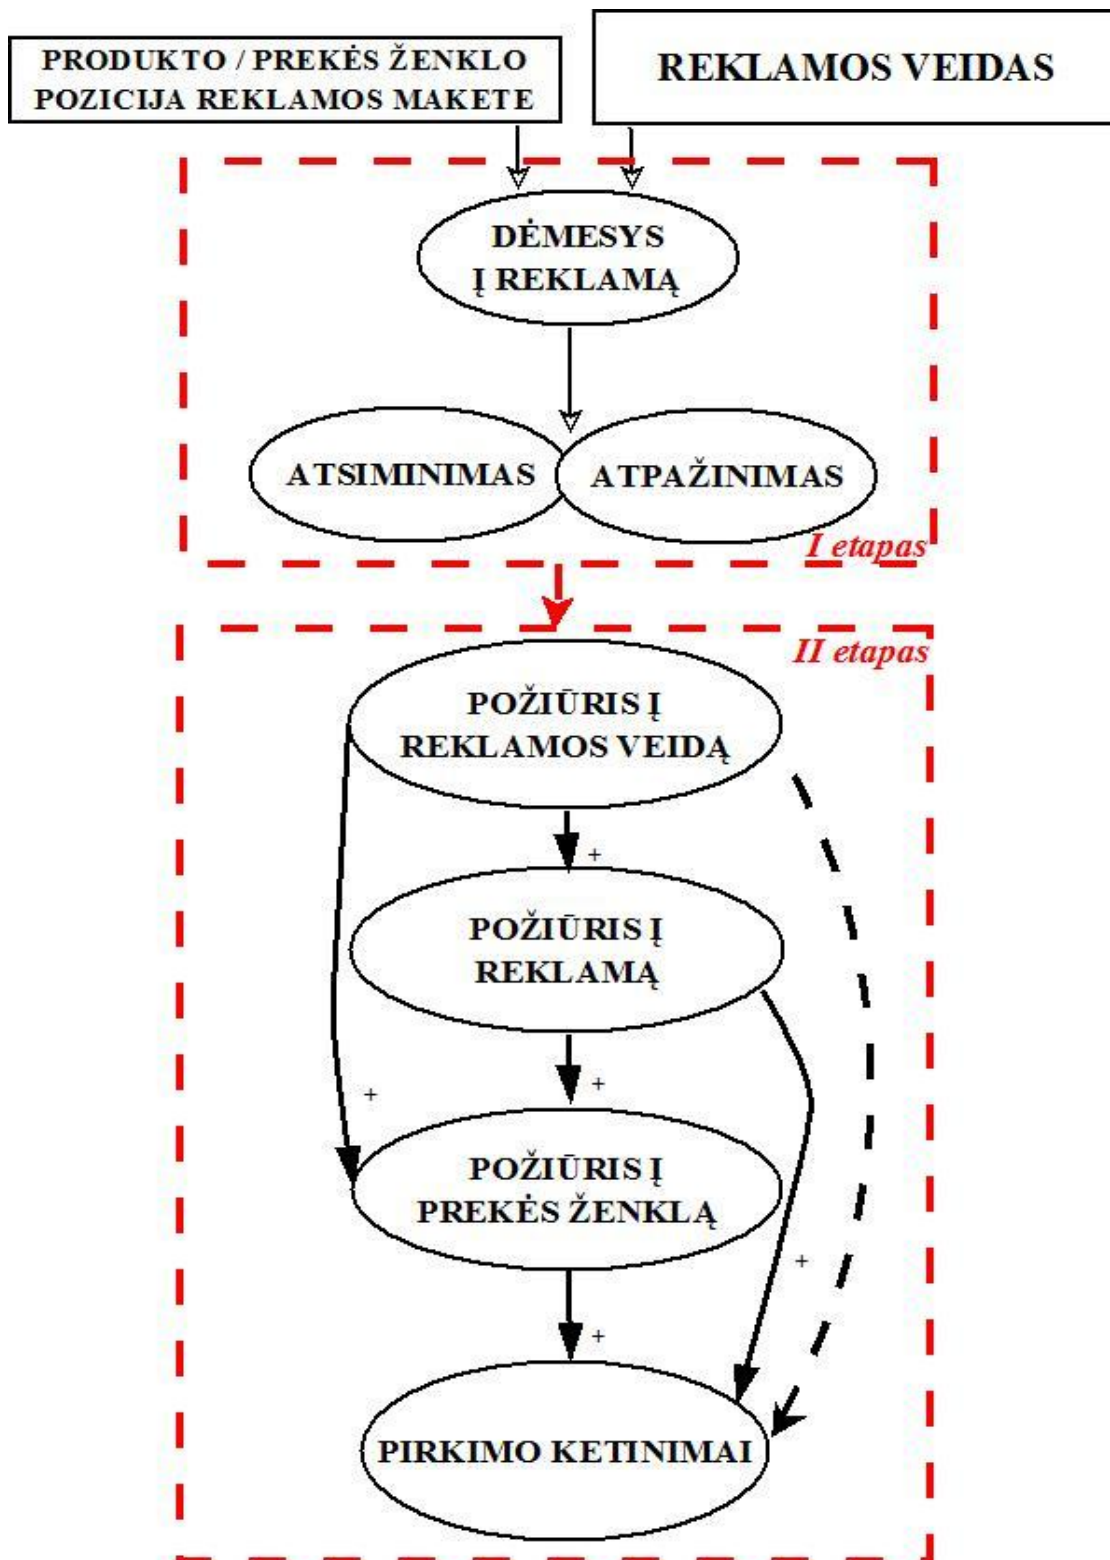 PRODUKTO / PREKĖS ŽENKLO
POZICIJA REKLAMOS MAKETE
REKLAMOS VEIDAS
DĖMESYS
Į REKLAMĄ
ATSIMINIMAS
ATPAŽINIMAS
I etapas
II etapas
POŽIŪRIS Į
REKLAMOS VEIDĄ
+
POŽIŪRIS Į
REKLAMĄ
+
+
POŽIŪRIS Į
PREKĖS ŽENKLĄ
+
+
PIRKIMO KETINIMAI